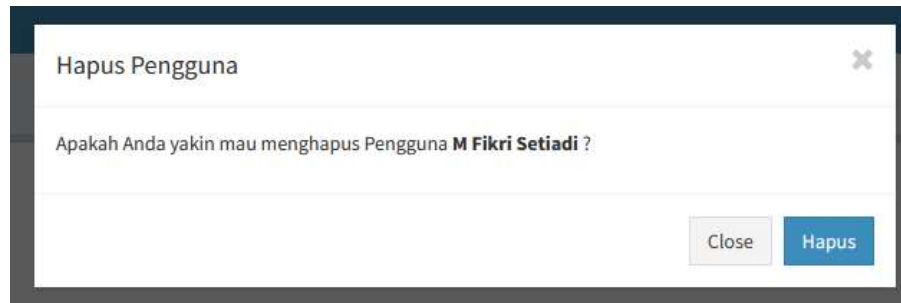 Hapus Pengguna
Apakah Anda yakin mau menghapus Pengguna M Fikri Setiadi ?
Close Hapus